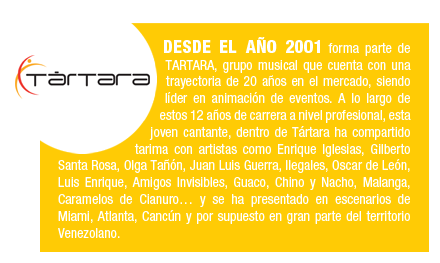 Tàrtara
DESDE EL AÑO 2001 forma parte de
TARTARA, grupo musical que cuenta con una
trayectoria de 20 años en el mercado, siendo
líder en animación de eventos. A lo largo de
estos 12 años de carrera a nivel profesional, esta
joven cantante, dentro de Tártara ha compartido
tarima con artistas como Enrique Iglesias, Gilberto
Santa Rosa, Olga Tañón, Juan Luis Guerra, Ilegales, Oscar de León,
Luis Enrique, Amigos Invisibles, Guaco, Chino y Nacho, Malanga,
Caramelos de Cianuro… y se ha presentado en escenarios de
Miami, Atlanta, Cancún y por supuesto en gran parte del territorio
Venezolano.